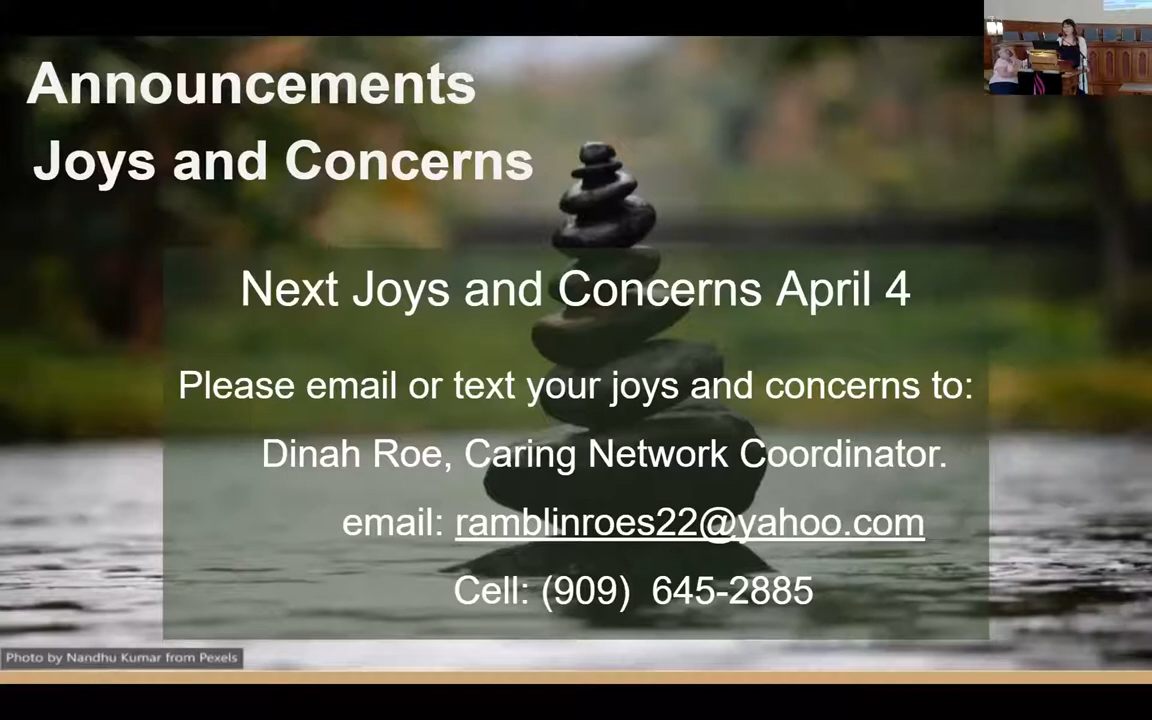 Announcements
Joys and Concerns
Next Joys and Concerns April 4
Please email or text your joys and concerns to:
Dinah Roe, Caring Network Coordinator.
email: ramblinroes22@yahoo.com
Cell: (909) 645-2885
Photo by Nandhu Kumar from Pexels